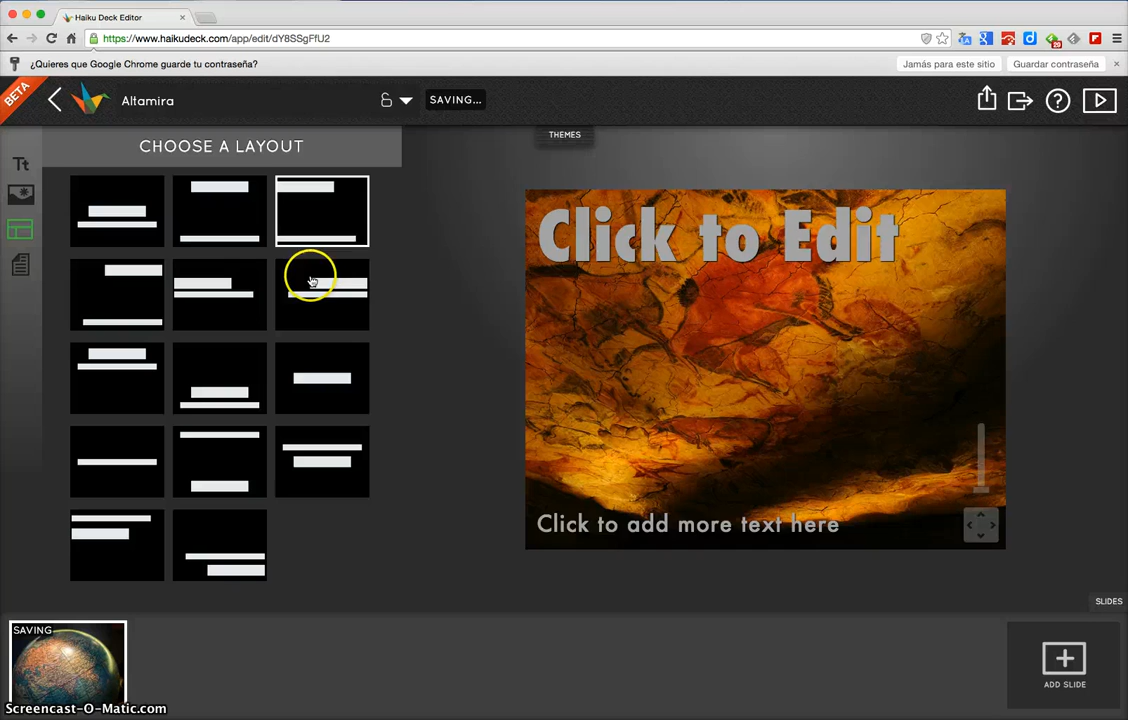 Haiku Deck Editor
https://www.haikudeck.com/app/edit/dY8SSgFfU2
¿Quieres que Google Chrome guarde tu contraseña?
Jamás para este sitio
Guardar contraseña
BETA
Altamira
SAVING...
THEMES
CHOOSE A LAYOUT
Tt
Click to Edit
Click to add more text here
SLIDES
SAVING
ADD SLIDE
Screencast-O-Matic.com